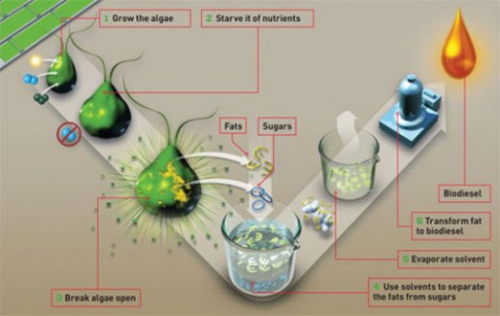 1 Grow the algae
2 Starve it of nutrients
Fats
Sugars
3 Break algae open
4 Use solvents to separate
the fats from sugars
5 Evaporate solvent
6 Transform fat
to biodiesel
Biodiesel